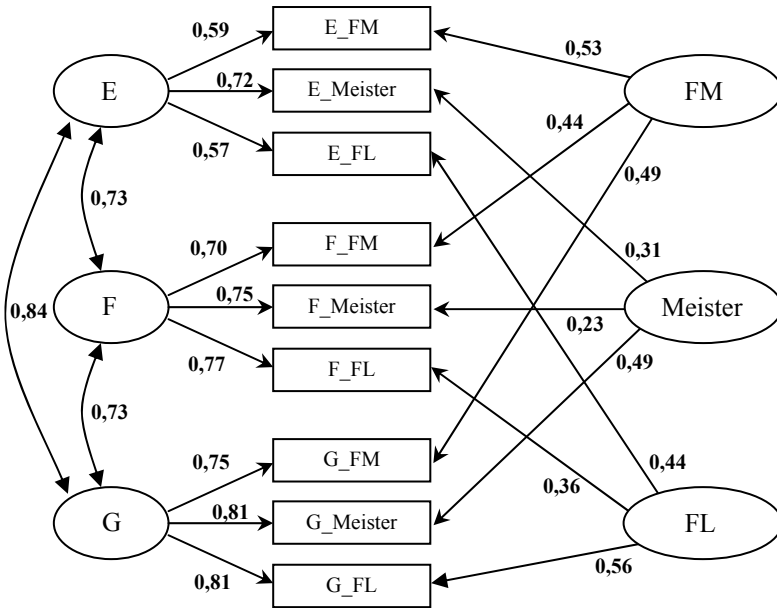 0,59
E_FM
0,53
E
0,72
E_Meister
FM
0,57
E_FL
0,44
0,49
0,73
0,70
F_FM
0,31
0,84
F
0,75
F_Meister
0,23
Meister
0,77
F_FL
0,49
0,73
0,75
G_FM
0,44
0,36
G
0,81
G_Meister
FL
0,81
G_FL
0,56